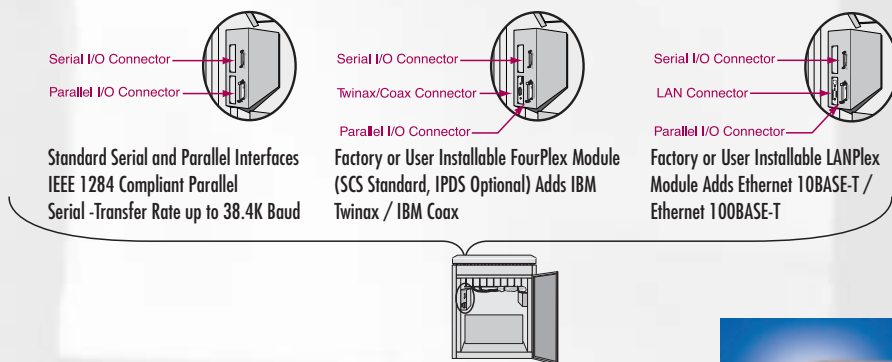 Serial I/O Connector
Parallel I/O Connector
Standard Serial and Parallel Interfaces
IEEE 1284 Compliant Parallel
Serial -Transfer Rate up to 38.4K Baud
Serial I/O Connector
Twinax/Coax Connector
Parallel I/O Connector
Factory or User Installable FourPlex Module
(SCS Standard, IPDS Optional) Adds IBM
Twinax / IBM Coax
Serial I/O Connector
LAN Connector
Parallel I/O Connector
Factory or User Installable LANPlex
Module Adds Ethernet 10BASE-T /
Ethernet 100BASE-T